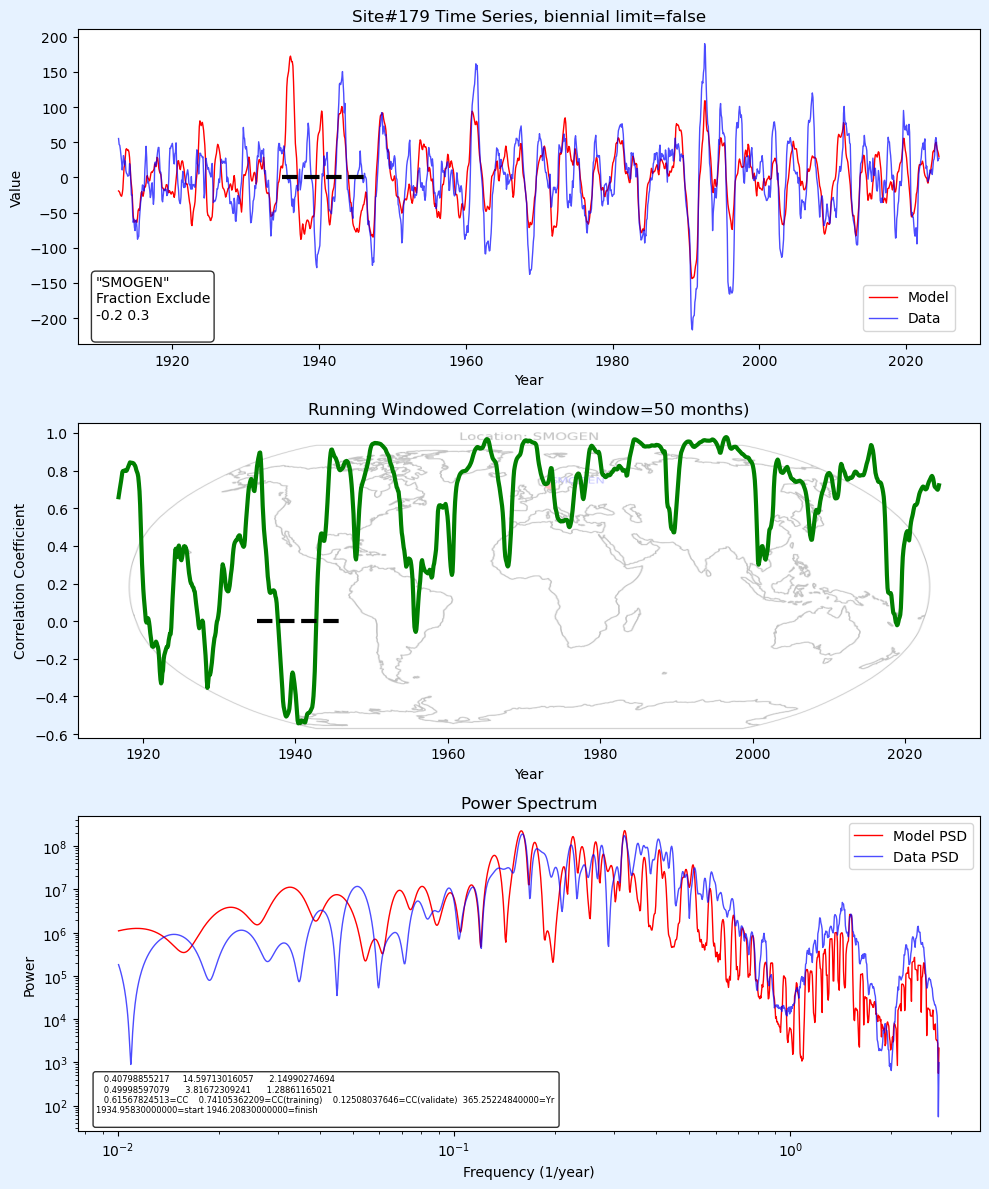 Site#179 Time Series, biennial limit=false
200
150
100
50
0
−50
−100
−150
−200
Value
"SMOGEN"
Fraction Exclude
-0.2 0.3
Model
Data
1920
1940
1960
1980
2000
2020
Year
Running Windowed Correlation (window=50 months)
Location: SMOGEN
1.0
0.8
0.6
0.4
0.2
0.0
−0.2
−0.4
−0.6
Correlation Coefficient
1920
1940
1960
1980
2000
2020
Year
Power Spectrum
Model PSD
Data PSD
10^8
10^7
10^6
10^5
10^4
10^3
10^2
Power
0.40798855217 14.59713016057 2.14990274694
0.49998597079 3.81672309241 1.28861165021
0.61567824513=CC 0.74105362209=CC(training) 0.12508037646=CC(validate) 365.25224840000=Yr
1934.95830000000=start 1946.20830000000=finish
10^−2
10^−1
10^0
Frequency (1/year)